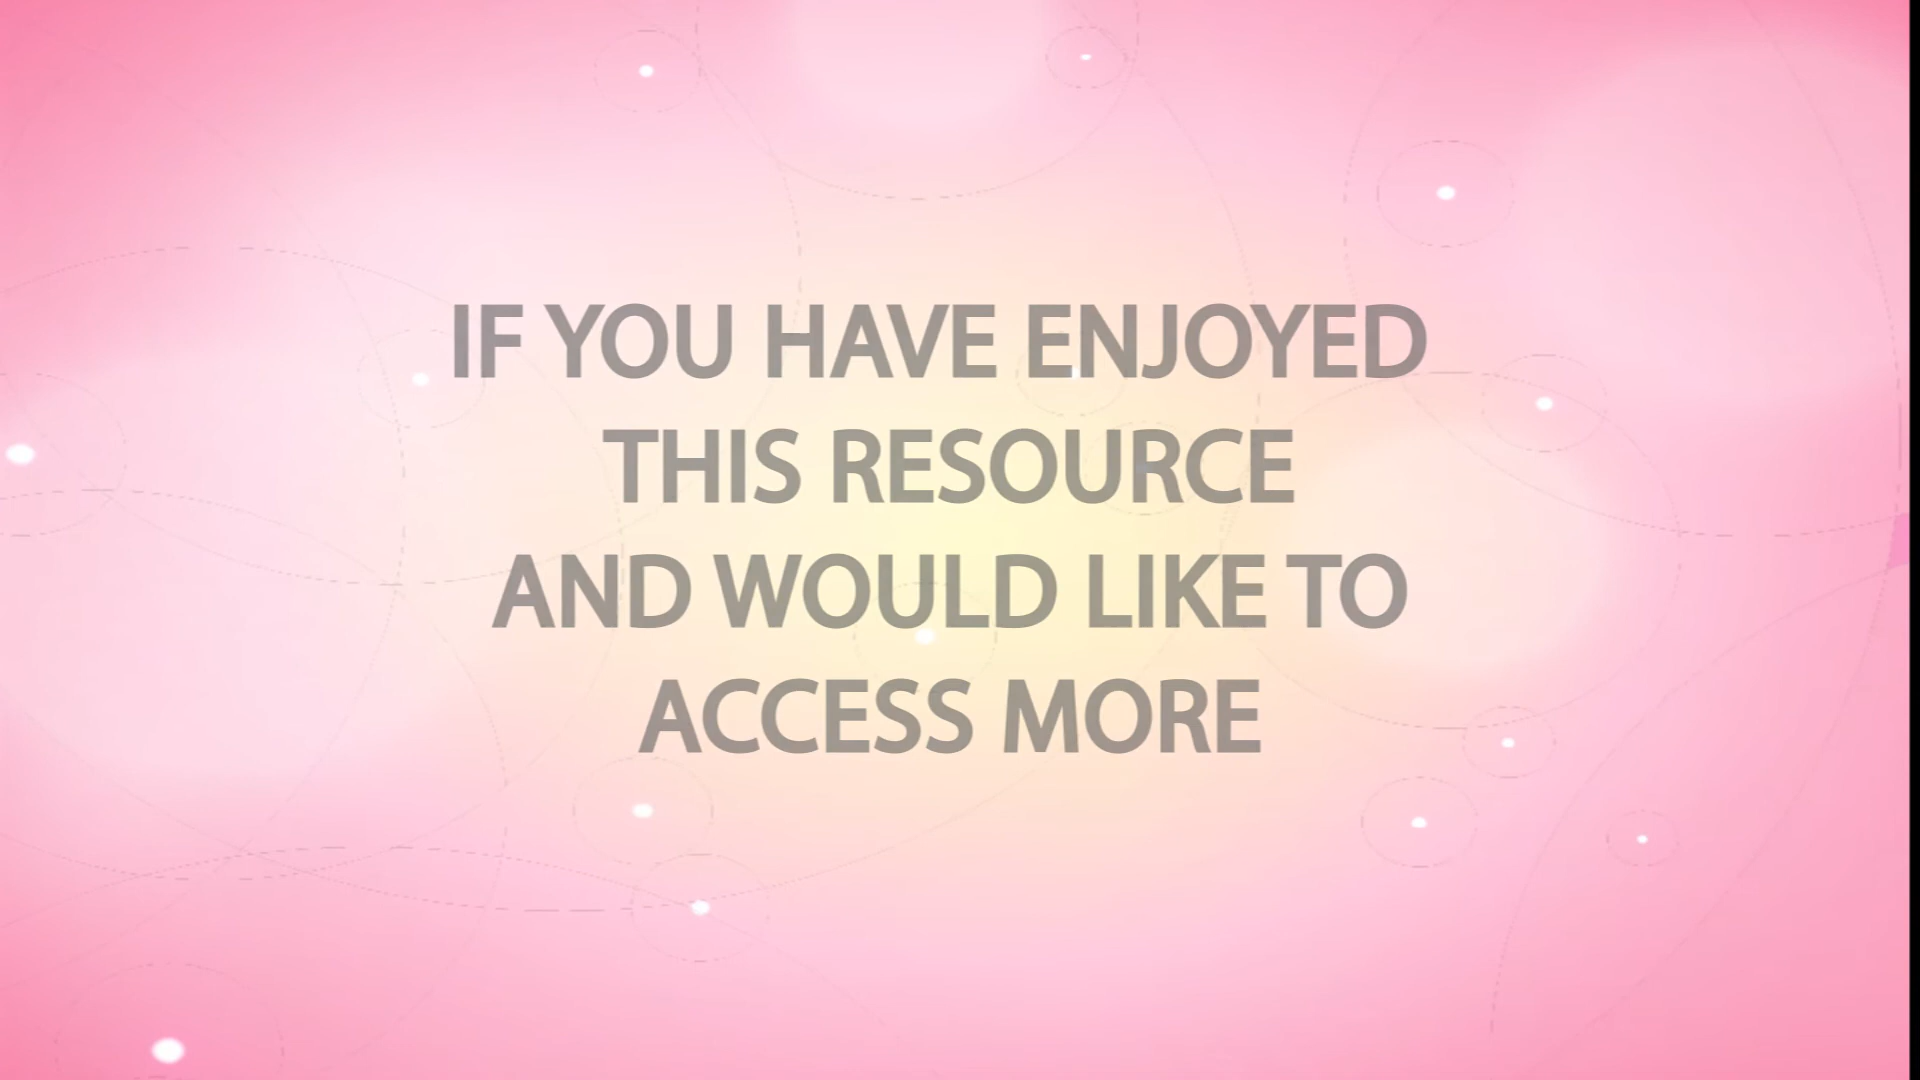 IF YOU HAVE ENJOYED
THIS RESOURCE
AND WOULD LIKE TO
ACCESS MORE